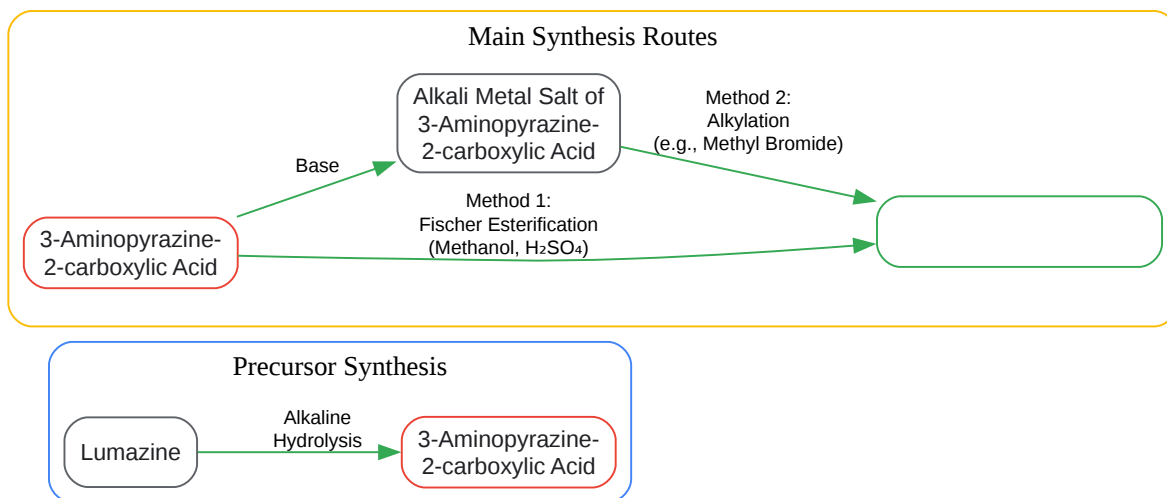 Main Synthesis Routes
Alkali Metal Salt of
3-Aminopyrazine-
2-carboxylic Acid
Method 2:
Alkylation
(e.g., Methyl Bromide)
Base
Method 1:
Fischer Esterification
(Methanol, H₂SO₄)
3-Aminopyrazine-
2-carboxylic Acid
Precursor Synthesis
Lumazine
Alkaline
Hydrolysis
3-Aminopyrazine-
2-carboxylic Acid